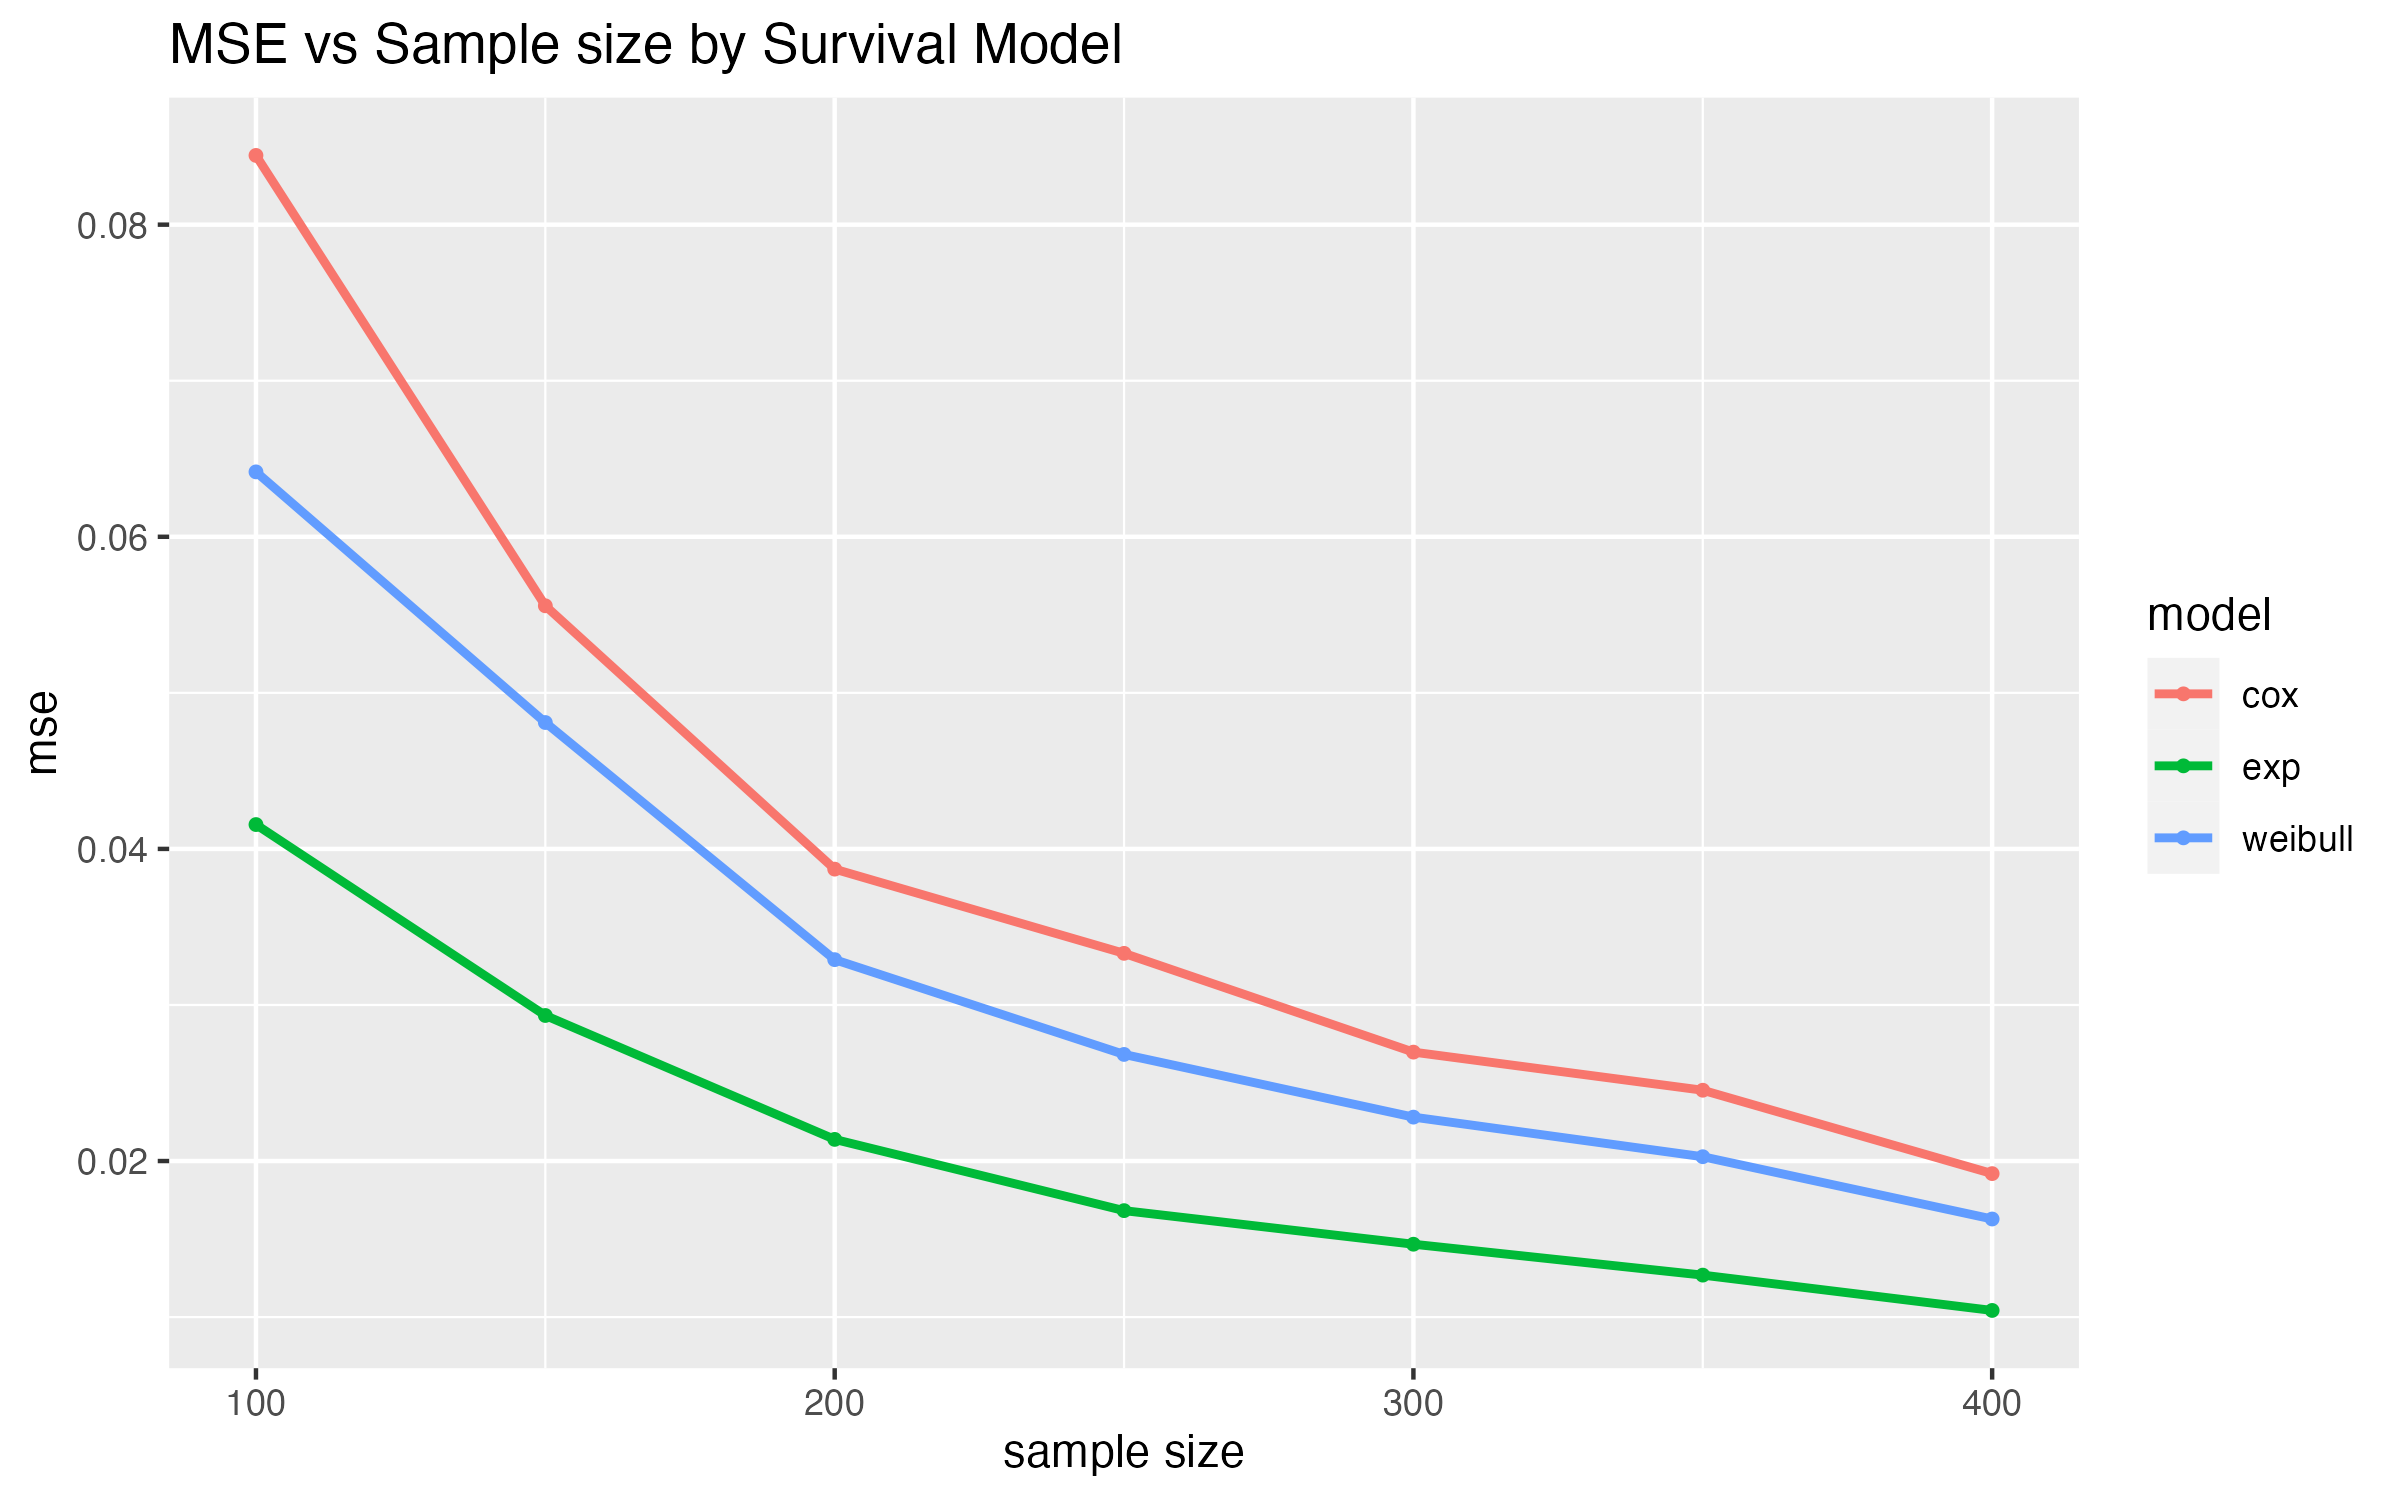 MSE vs Sample size by Survival Model
0.08
0.06
0.04
0.02
mse
100 200 300 400
sample size
model
cox
exp
weibull